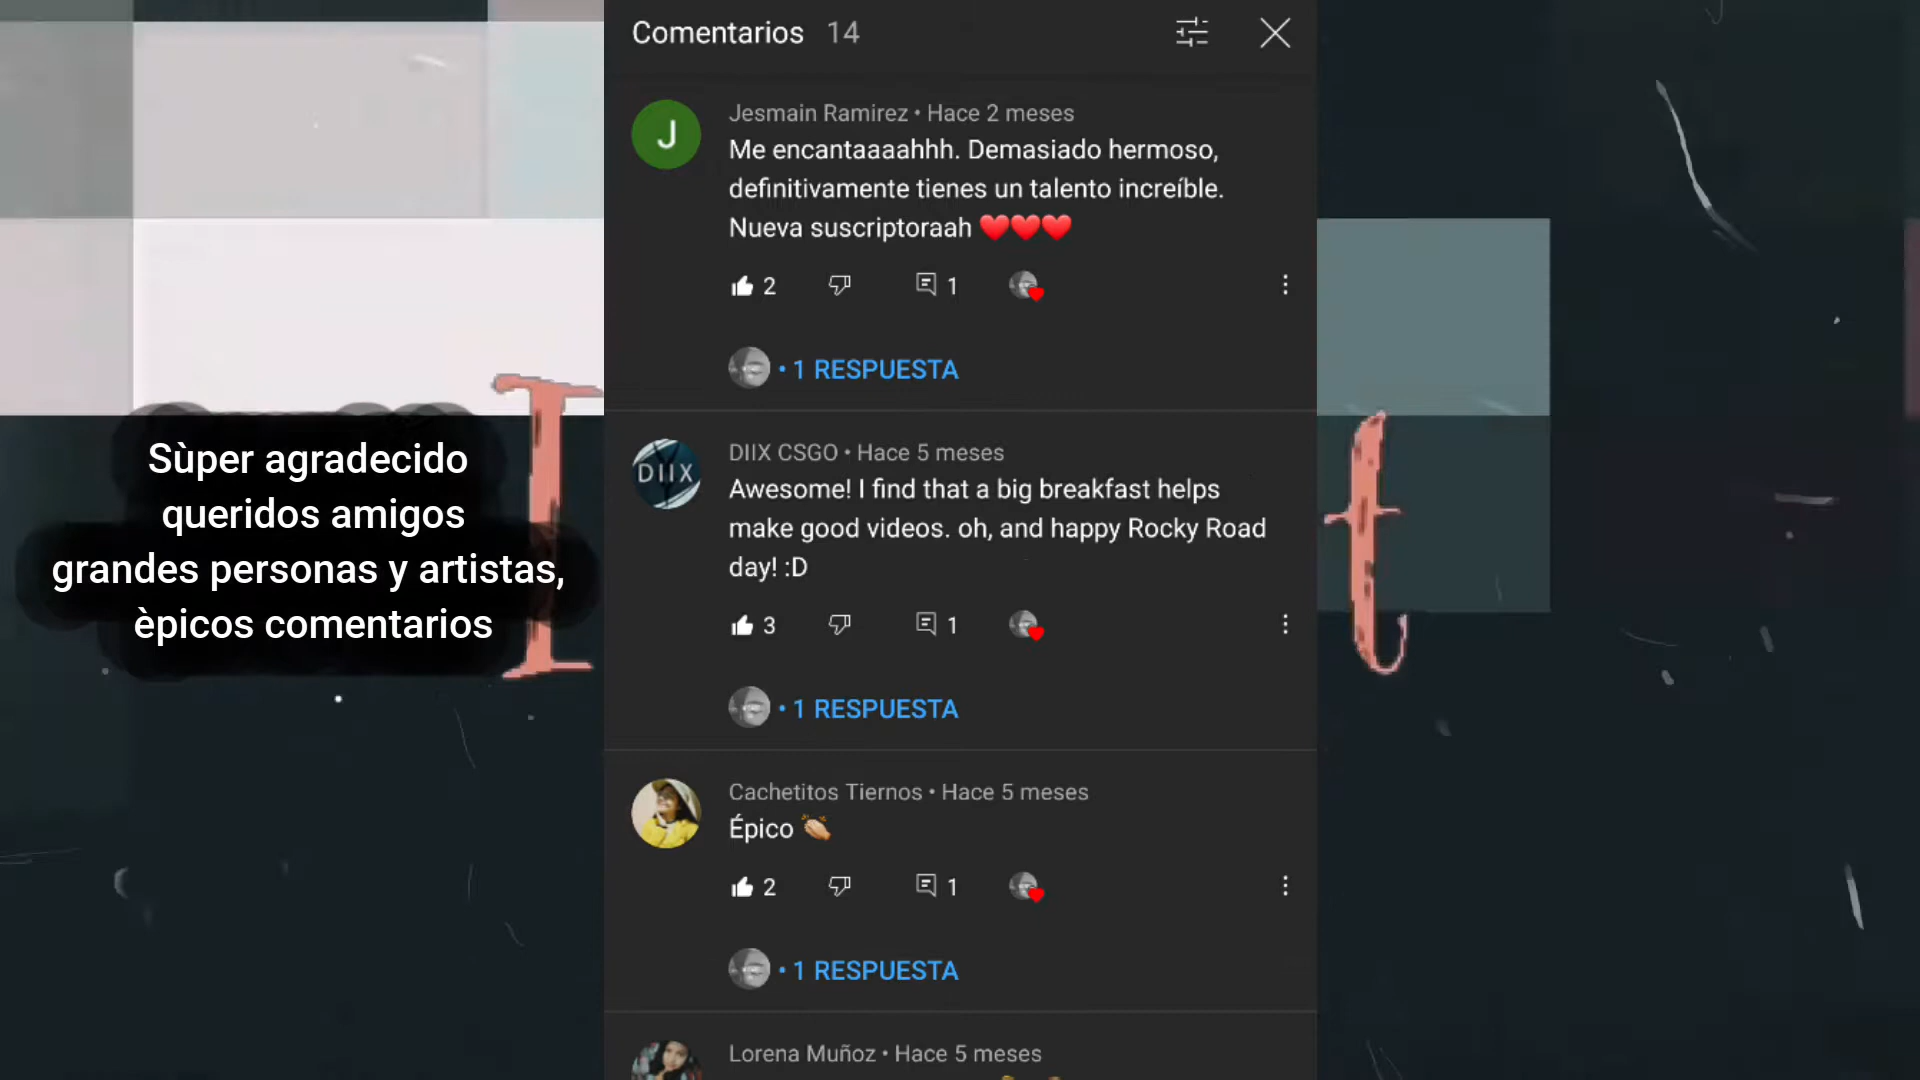 Comentarios 14
Jesmain Ramirez • Hace 2 meses
J
Me encantaaaahhh. Demasiado hermoso,
definitivamente tienes un talento increíble.
Nueva suscriptoraah ❤️❤️❤️
2 1
• 1 RESPUESTA
I
t
Sùper agradecido
queridos amigos
grandes personas y artistas,
èpicos comentarios
DIIX CSGO • Hace 5 meses
DIIX
Awesome! I find that a big breakfast helps
make good videos. oh, and happy Rocky Road
day! :D
3 1
• 1 RESPUESTA
Cachetitos Tiernos • Hace 5 meses
Épico 👏
2 1
• 1 RESPUESTA
Lorena Muñoz • Hace 5 meses